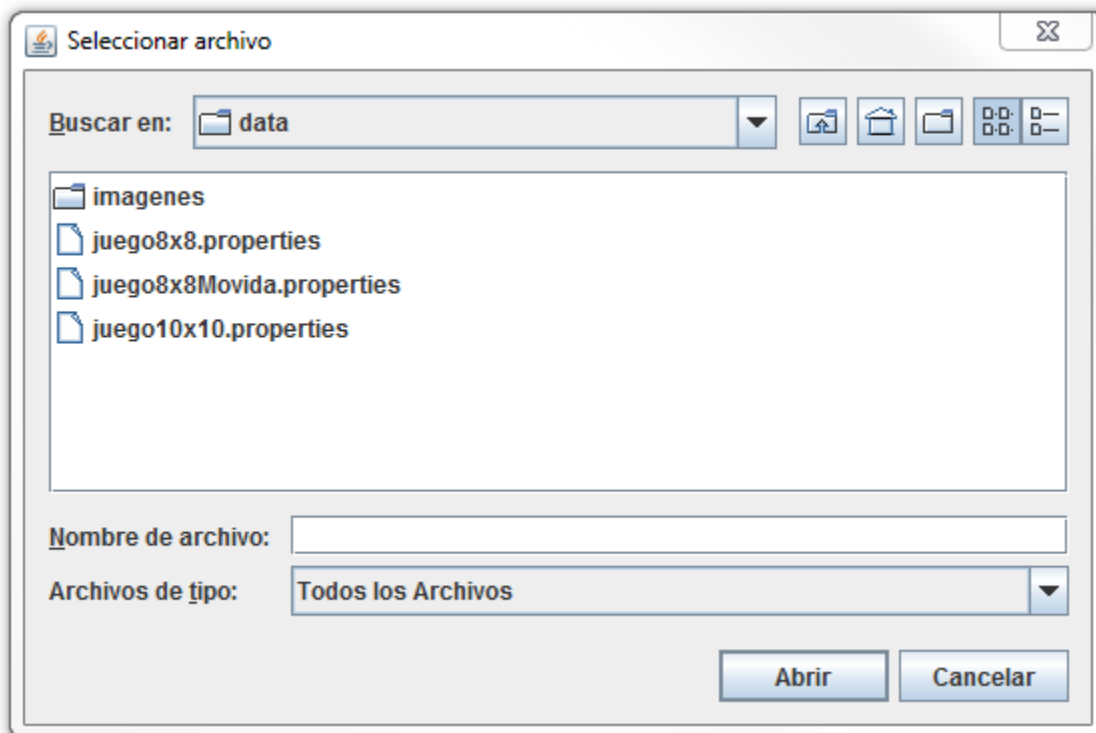 Seleccionar archivo
Buscar en: data
imagenes
juego8x8.properties
juego8x8Movida.properties
juego10x10.properties
Nombre de archivo:
Archivos de tipo: Todos los Archivos
Abrir Cancelar